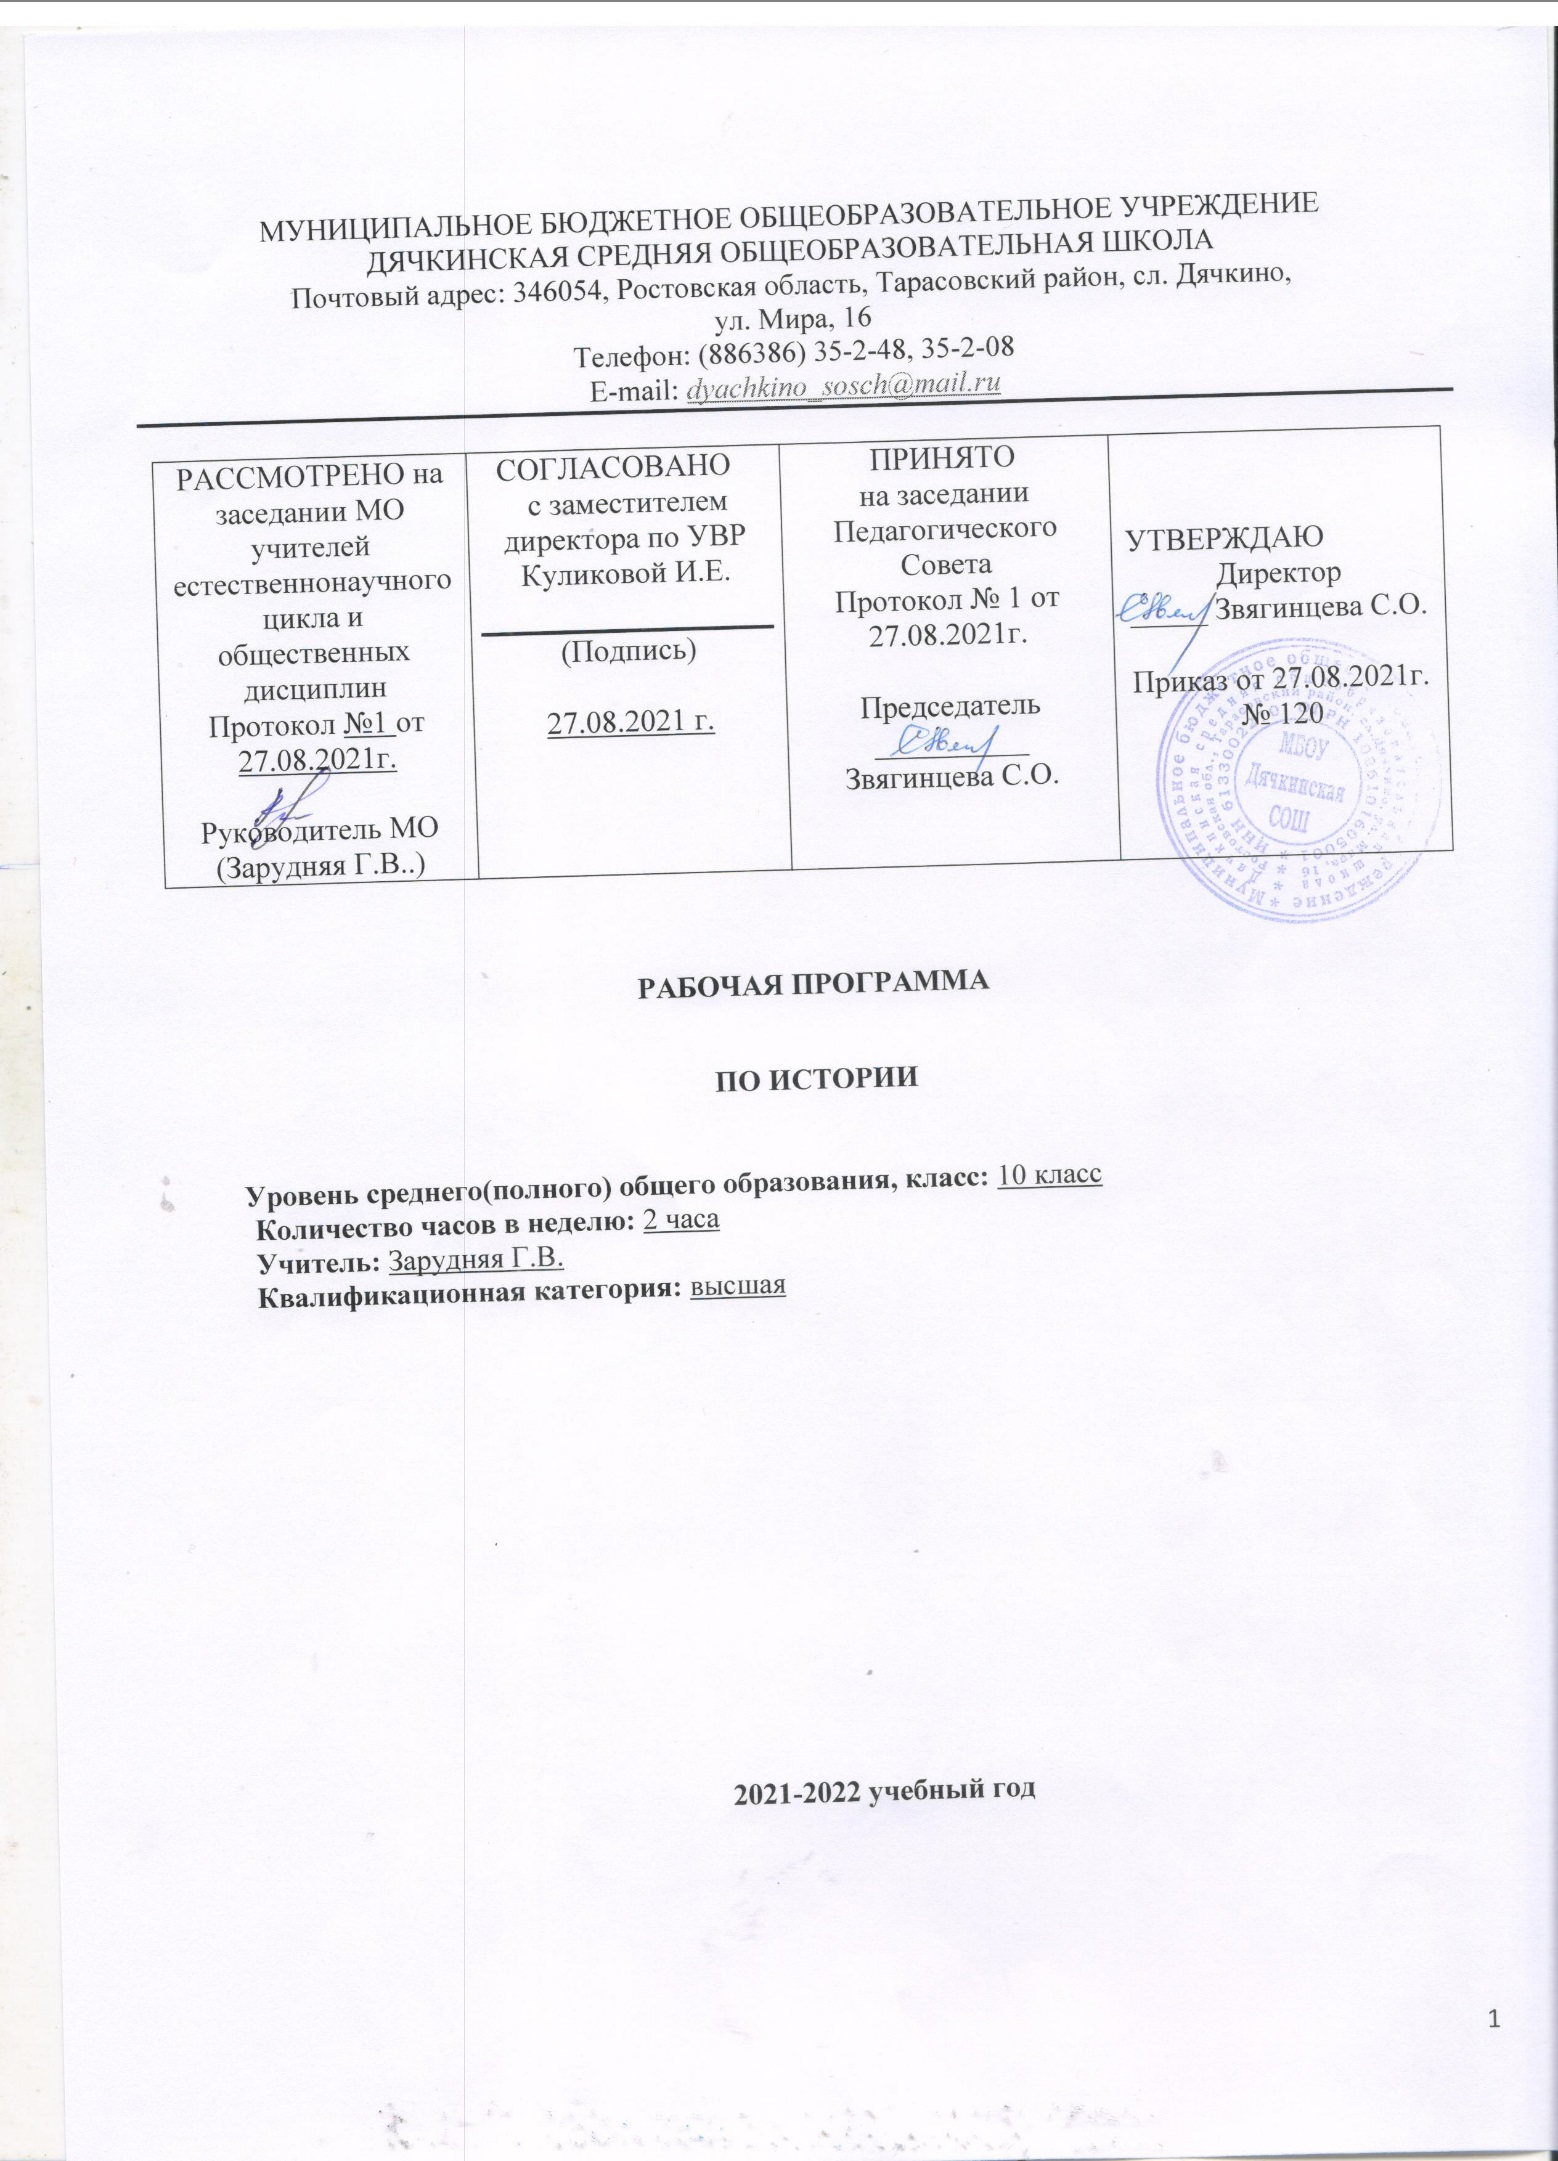 МУНИЦИПАЛЬНОЕ БЮДЖЕТНОЕ ОБЩЕОБРАЗОВАТЕЛЬНОЕ УЧРЕЖДЕНИЕ
ДЯЧКИНСКАЯ СРЕДНЯЯ ОБЩЕОБРАЗОВАТЕЛЬНАЯ ШКОЛА
Почтовый адрес: 346054, Ростовская область, Тарасовский район, сл. Дячкино,
ул. Мира, 16
Телефон: (886386) 35-2-48, 35-2-08
E-mail: dyachkino_sosch@mail.ru
РАССМОТРЕНО на
заседании МО
учителей
естественнонаучного
цикла и
общественных
дисциплин
Протокол №1 от
27.08.2021г.
Руководитель МО
(Зарудняя Г.В..)
СОГЛАСОВАНО
с заместителем
директора по УВР
Куликовой И.Е.
(Подпись)
27.08.2021 г.
ПРИНЯТО
на заседании
Педагогического
Совета
Протокол № 1 от
27.08.2021г.
Председатель
Звягинцева С.О.
УТВЕРЖДАЮ
Директор
Звягинцева С.О.
Приказ от 27.08.2021г.
№ 120
МБОУ
Дячкинская
СОШ
РАБОЧАЯ ПРОГРАММА
ПО ИСТОРИИ
Уровень среднего(полного) общего образования, класс: 10 класс
Количество часов в неделю: 2 часа
Учитель: Зарудняя Г.В.
Квалификационная категория: высшая
2021-2022 учебный год
1